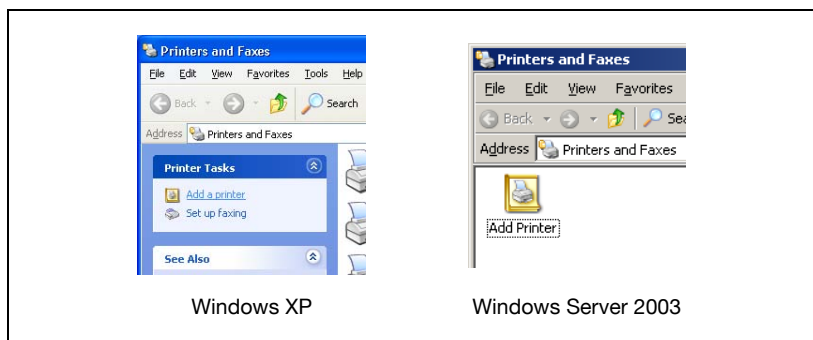 Printers and Faxes
File Edit View Favorites Tools Help
Back Search
Address Printers and Faxes
Printer Tasks
Add a printer
Set up faxing
See Also
Windows XP
Printers and Faxes
File Edit View Favorites
Back Sea
Address Printers and Faxes
Add Printer
Windows Server 2003